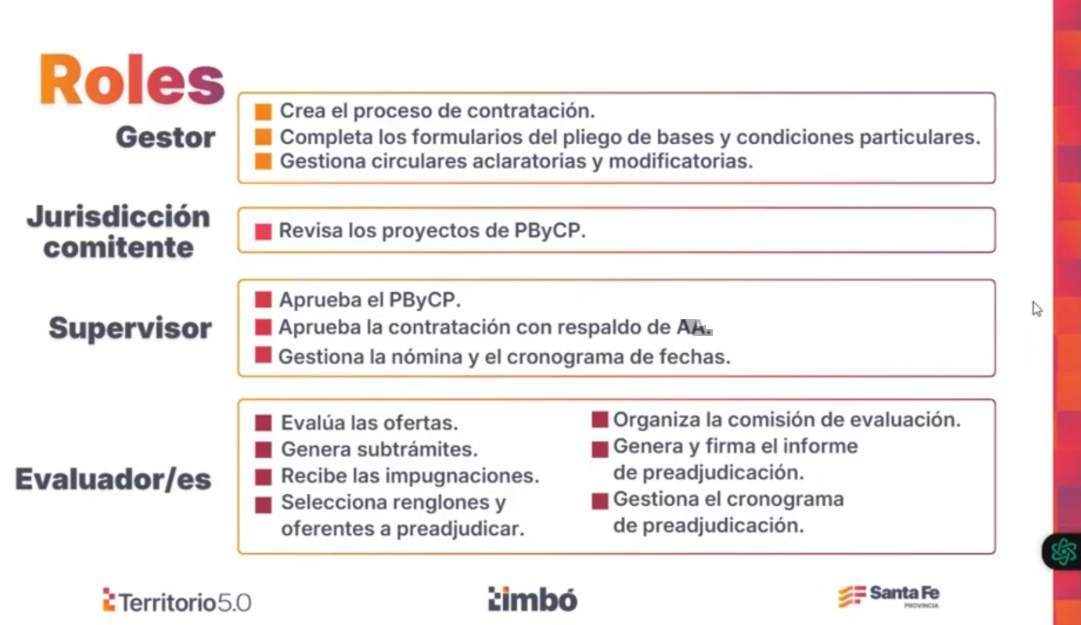 Roles
Gestor
Crea el proceso de contratación.
Completa los formularios del pliego de bases y condiciones particulares.
Gestiona circulares aclaratorias y modificatorias.
Jurisdicción
comitente
Revisa los proyectos de PByCP.
Supervisor
Aprueba el PByCP.
Aprueba la contratación con respaldo de AA.
Gestiona la nómina y el cronograma de fechas.
Evaluador/es
Evalúa las ofertas.
Genera subtrámites.
Recibe las impugnaciones.
Selecciona renglones y
oferentes a preadjudicar.
Organiza la comisión de evaluación.
Genera y firma el informe
de preadjudicación.
Gestiona el cronograma
de preadjudicación.
Territorio5.0
timbó
Santa Fe
PROVINCIA